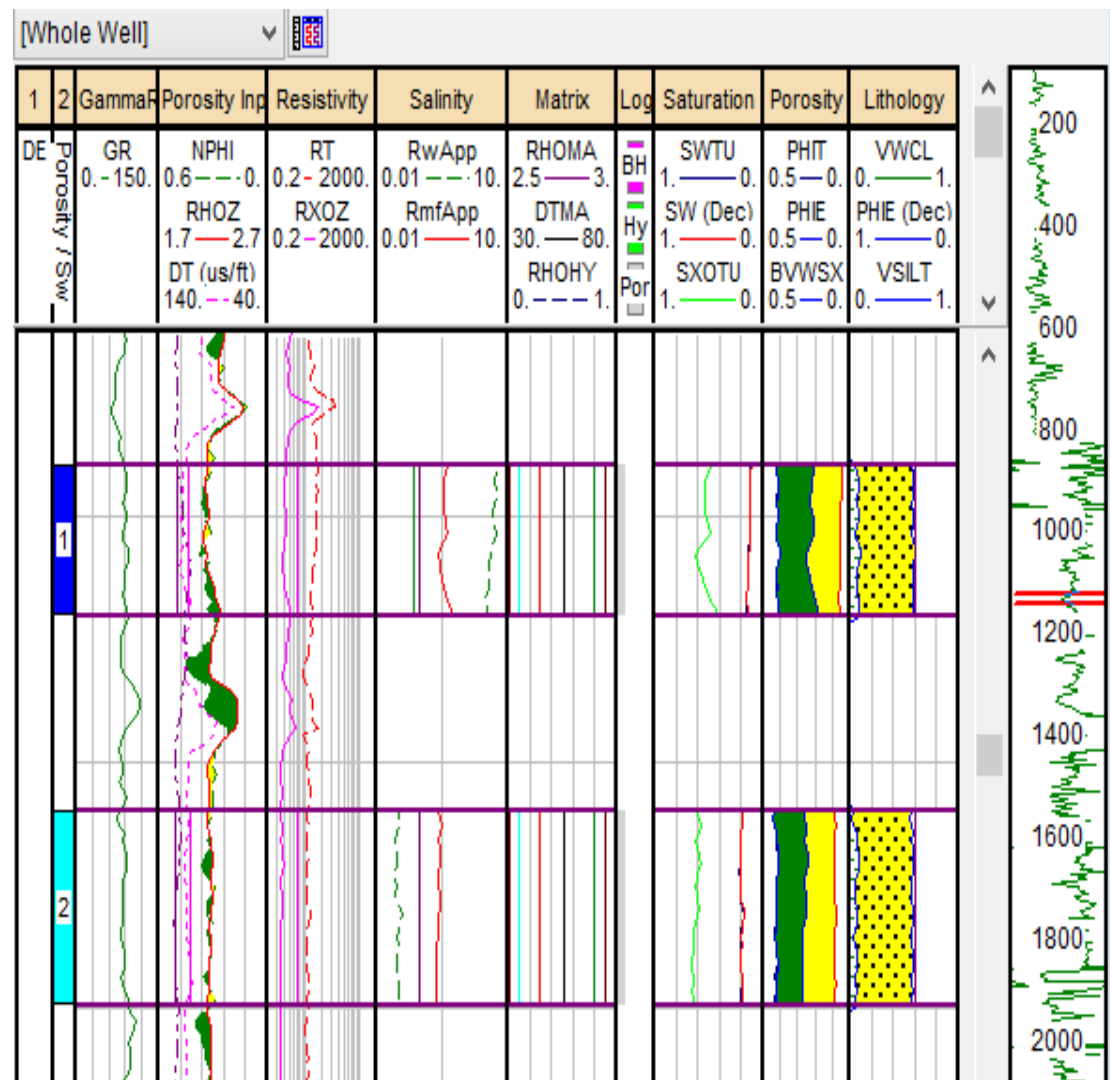 [Whole Well]
1 2 GammaR Porosity Inp Resistivity Salinity Matrix Log Saturation Porosity Lithology
DE Porosity / Sw GR NPHI RT RwApp RHOMA BH SWTU PHIT VWCL
0. 150. 0.6 0. 0.2 2000. 0.01 10. 2.5 3. 1. 0. 0.5 0. 0. 1.
RHOZ RXOZ RmfApp DTMA Hy SW (Dec) PHIE PHIE (Dec)
1.7 2.7 0.2 2000. 0.01 10. 30. 80. 1. 0. 0.5 0. 1. 0.
DT (us/ft) RHOHY Por SXOTU BVWSX VSILT
140. 40. 0. 1. 1. 0. 0.5 0. 0. 1.
1
2
200
400
600
800
1000
1200
1400
1600
1800
2000